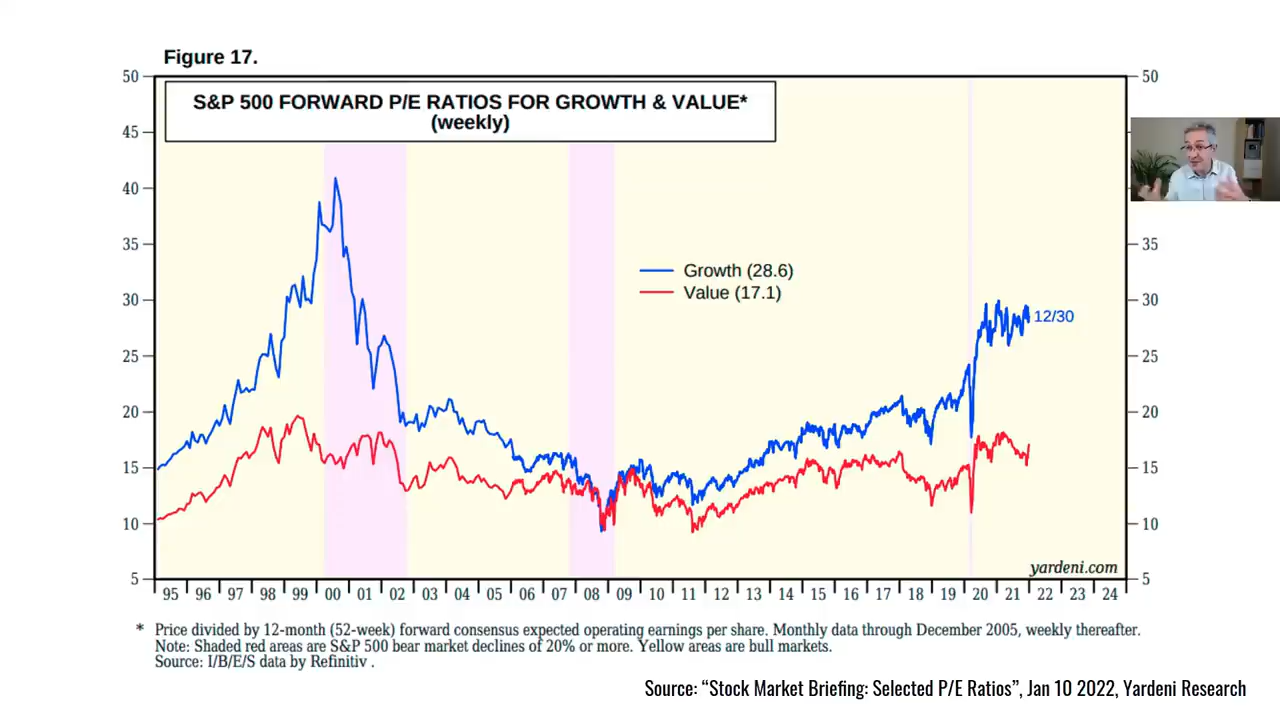 Figure 17.
S&P 500 FORWARD P/E RATIOS FOR GROWTH & VALUE*
(weekly)
50
45
40
35
30
25
20
15
10
5
50
35
30
25
20
15
10
5
Growth (28.6)
Value (17.1)
12/30
yardeni.com
95 96 97 98 99 00 01 02 03 04 05 06 07 08 09 10 11 12 13 14 15 16 17 18 19 20 21 22 23 24
* Price divided by 12-month (52-week) forward consensus expected operating earnings per share. Monthly data through December 2005, weekly thereafter.
Note: Shaded red areas are S&P 500 bear market declines of 20% or more. Yellow areas are bull markets.
Source: I/B/E/S data by Refinitiv .
Source: “Stock Market Briefing: Selected P/E Ratios”, Jan 10 2022, Yardeni Research